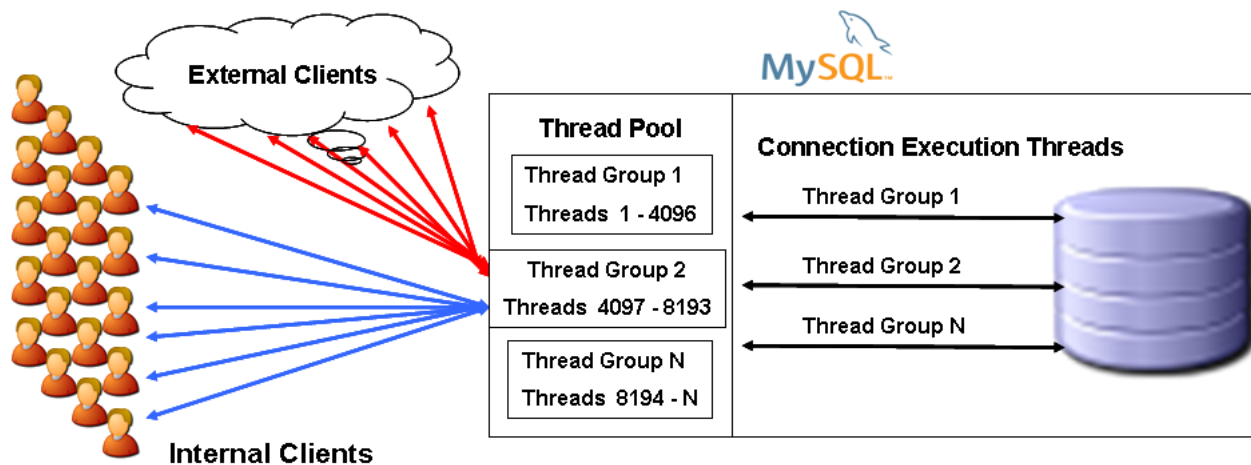 External Clients
MySQL™
Thread Pool
Thread Group 1
Threads 1 - 4096
Thread Group 2
Threads 4097 - 8193
Thread Group N
Threads 8194 - N
Connection Execution Threads
Thread Group 1
Thread Group 2
Thread Group N
Internal Clients